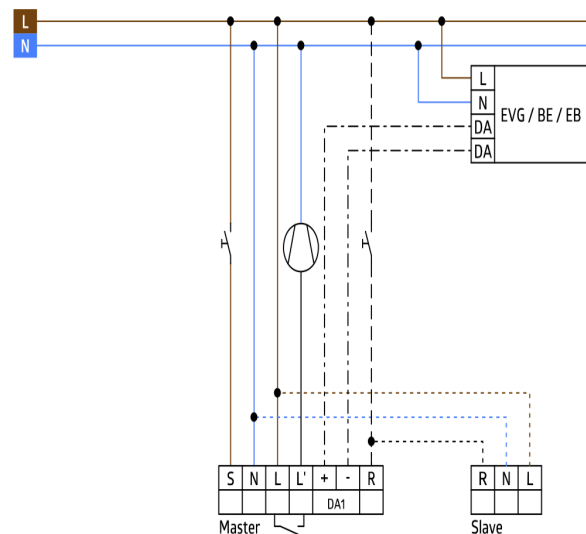 L
N
L
N
DA
DA
EVG / BE / EB
S N L L' + - R
DA1
Master
R N L
Slave